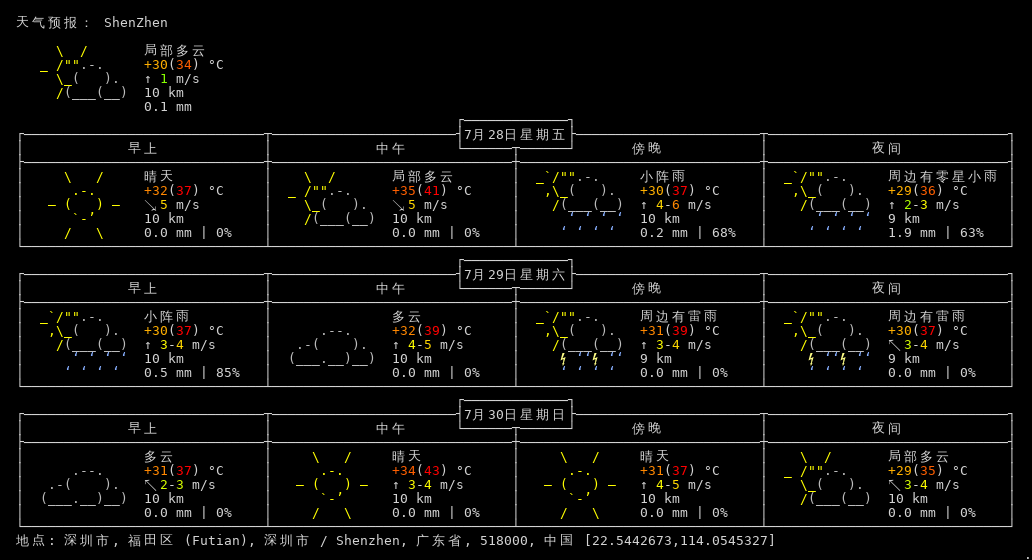 天气预报： ShenZhen
局部多云
+30(34) °C
↑ 1 m/s
10 km
0.1 mm
7月28日星期五
早上 中午 傍晚 夜间
晴天 局部多云 小阵雨 周边有零星小雨
+32(37) °C +35(41) °C +30(37) °C +29(36) °C
↘ 5 m/s ↘ 5 m/s ↑ 4-6 m/s ↑ 2-3 m/s
10 km 10 km 10 km 9 km
0.0 mm | 0% 0.0 mm | 0% 0.2 mm | 68% 1.9 mm | 63%
7月29日星期六
早上 中午 傍晚 夜间
小阵雨 多云 周边有雷雨 周边有雷雨
+30(37) °C +32(39) °C +31(39) °C +30(37) °C
↑ 3-4 m/s ↑ 4-5 m/s ↑ 3-4 m/s ↖ 3-4 m/s
10 km 10 km 9 km 9 km
0.5 mm | 85% 0.0 mm | 0% 0.0 mm | 0% 0.0 mm | 0%
7月30日星期日
早上 中午 傍晚 夜间
多云 晴天 晴天 局部多云
+31(37) °C +34(43) °C +31(37) °C +29(35) °C
↖ 2-3 m/s ↑ 3-4 m/s ↑ 4-5 m/s ↖ 3-4 m/s
10 km 10 km 10 km 10 km
0.0 mm | 0% 0.0 mm | 0% 0.0 mm | 0% 0.0 mm | 0%
地点: 深圳市, 福田区 (Futian), 深圳市 / Shenzhen, 广东省, 518000, 中国 [22.5442673,114.0545327]